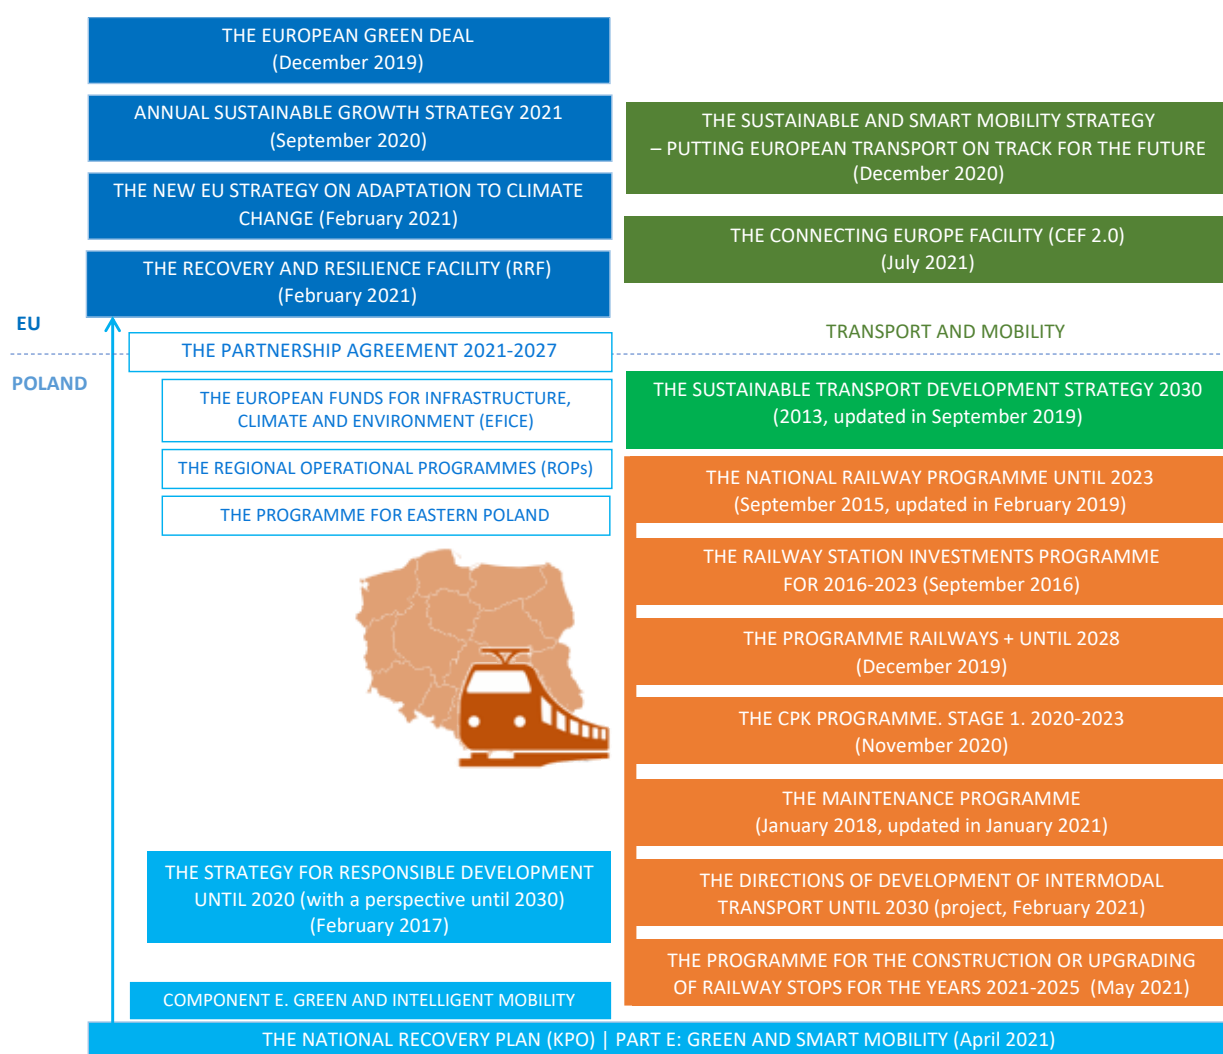 THE EUROPEAN GREEN DEAL
(December 2019)
ANNUAL SUSTAINABLE GROWTH STRATEGY 2021
(September 2020)
THE NEW EU STRATEGY ON ADAPTATION TO CLIMATE
CHANGE (February 2021)
THE RECOVERY AND RESILIENCE FACILITY (RRF)
(February 2021)
THE SUSTAINABLE AND SMART MOBILITY STRATEGY
– PUTTING EUROPEAN TRANSPORT ON TRACK FOR THE FUTURE
(December 2020)
THE CONNECTING EUROPE FACILITY (CEF 2.0)
(July 2021)
EU
TRANSPORT AND MOBILITY
POLAND
THE PARTNERSHIP AGREEMENT 2021-2027
THE EUROPEAN FUNDS FOR INFRASTRUCTURE,
CLIMATE AND ENVIRONMENT (EFICE)
THE REGIONAL OPERATIONAL PROGRAMMES (ROPs)
THE PROGRAMME FOR EASTERN POLAND
THE SUSTAINABLE TRANSPORT DEVELOPMENT STRATEGY 2030
(2013, updated in September 2019)
THE NATIONAL RAILWAY PROGRAMME UNTIL 2023
(September 2015, updated in February 2019)
THE RAILWAY STATION INVESTMENTS PROGRAMME
FOR 2016-2023 (September 2016)
THE PROGRAMME RAILWAYS + UNTIL 2028
(December 2019)
THE CPK PROGRAMME. STAGE 1. 2020-2023
(November 2020)
THE MAINTENANCE PROGRAMME
(January 2018, updated in January 2021)
THE DIRECTIONS OF DEVELOPMENT OF INTERMODAL
TRANSPORT UNTIL 2030 (project, February 2021)
THE PROGRAMME FOR THE CONSTRUCTION OR UPGRADING
OF RAILWAY STOPS FOR THE YEARS 2021-2025 (May 2021)
THE STRATEGY FOR RESPONSIBLE DEVELOPMENT
UNTIL 2020 (with a perspective until 2030)
(February 2017)
COMPONENT E. GREEN AND INTELLIGENT MOBILITY
THE NATIONAL RECOVERY PLAN (KPO) | PART E: GREEN AND SMART MOBILITY (April 2021)